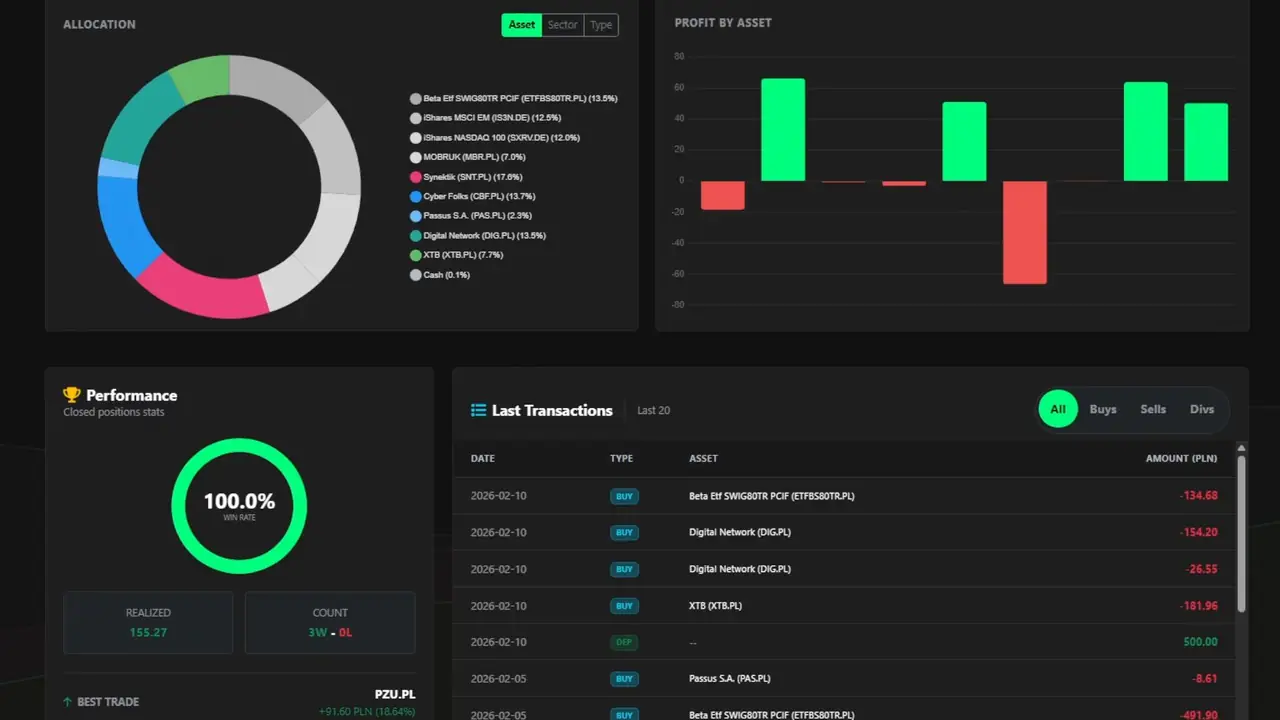 ALLOCATION
Asset Sector Type
Beta Etf SWIG80TR PCIF (ETFBS80TR.PL) (13.5%)
iShares MSCI EM (IS3N.DE) (12.5%)
iShares NASDAQ 100 (SXRV.DE) (12.0%)
MOBRUK (MBR.PL) (7.0%)
Synektik (SNT.PL) (17.6%)
Cyber Folks (CBF.PL) (13.7%)
Passus S.A. (PAS.PL) (2.3%)
Digital Network (DIG.PL) (13.5%)
XTB (XTB.PL) (7.7%)
Cash (0.1%)
PROFIT BY ASSET
80
60
40
20
0
-20
-40
-60
-80
Performance
Closed positions stats
100.0%
WIN RATE
REALIZED
155.27
COUNT
3W - 0L
BEST TRADE
PZU.PL
+91.60 PLN (18.64%)
Last Transactions Last 20
All Buys Sells Divs
DATE TYPE ASSET AMOUNT (PLN)
2026-02-10 BUY Beta Etf SWIG80TR PCIF (ETFBS80TR.PL) -134.68
2026-02-10 BUY Digital Network (DIG.PL) -154.20
2026-02-10 BUY Digital Network (DIG.PL) -26.55
2026-02-10 BUY XTB (XTB.PL) -181.96
2026-02-10 DEP -- 500.00
2026-02-05 BUY Passus S.A. (PAS.PL) -8.61
2026-02-05 BUY Beta Etf SWIG80TR PCIF (ETFBS80TR.PL) -491.90